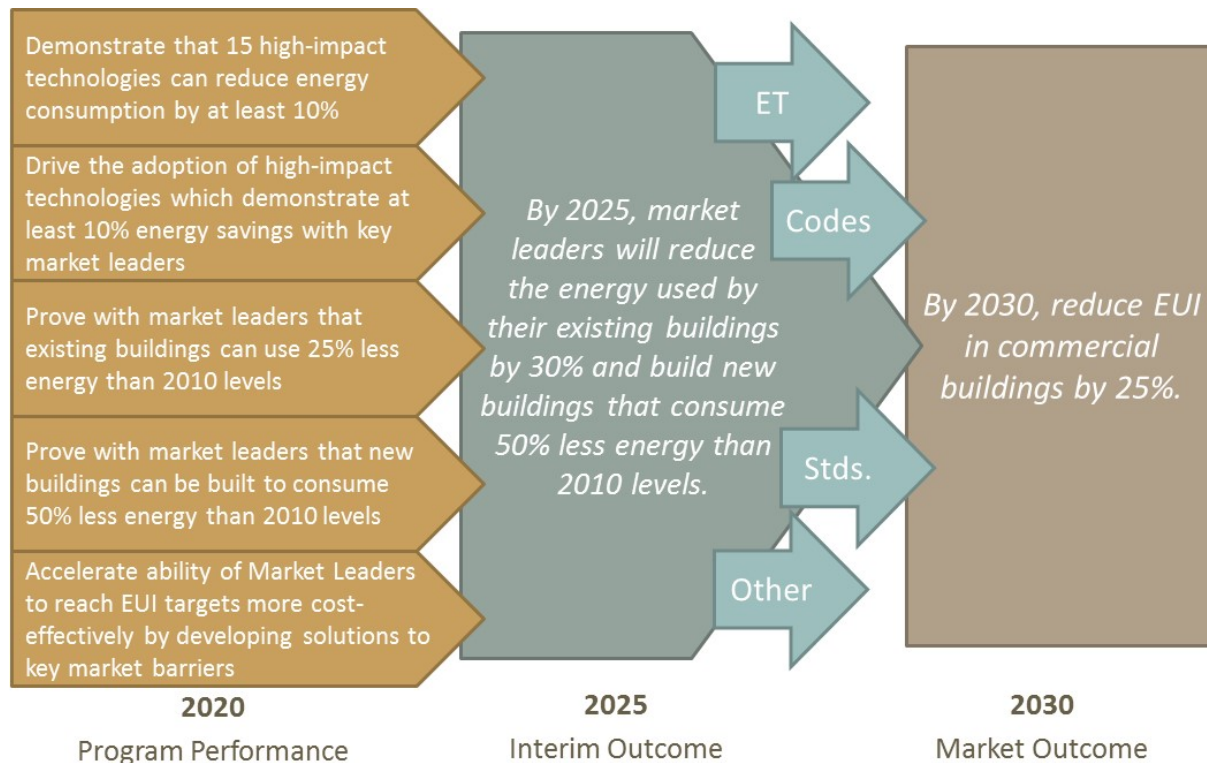 Demonstrate that 15 high-impact
technologies can reduce energy
consumption by at least 10%
Drive the adoption of high-impact
technologies which demonstrate at
least 10% energy savings with key
market leaders
Prove with market leaders that
existing buildings can use 25% less
energy than 2010 levels
Prove with market leaders that new
buildings can be built to consume
50% less energy than 2010 levels
Accelerate ability of Market Leaders
to reach EUI targets more cost-
effectively by developing solutions to
key market barriers
2020
Program Performance
By 2025, market
leaders will reduce
the energy used by
their existing buildings
by 30% and build new
buildings that consume
50% less energy than
2010 levels.
2025
Interim Outcome
ET
Codes
Stds.
Other
By 2030, reduce EUI
in commercial
buildings by 25%.
2030
Market Outcome